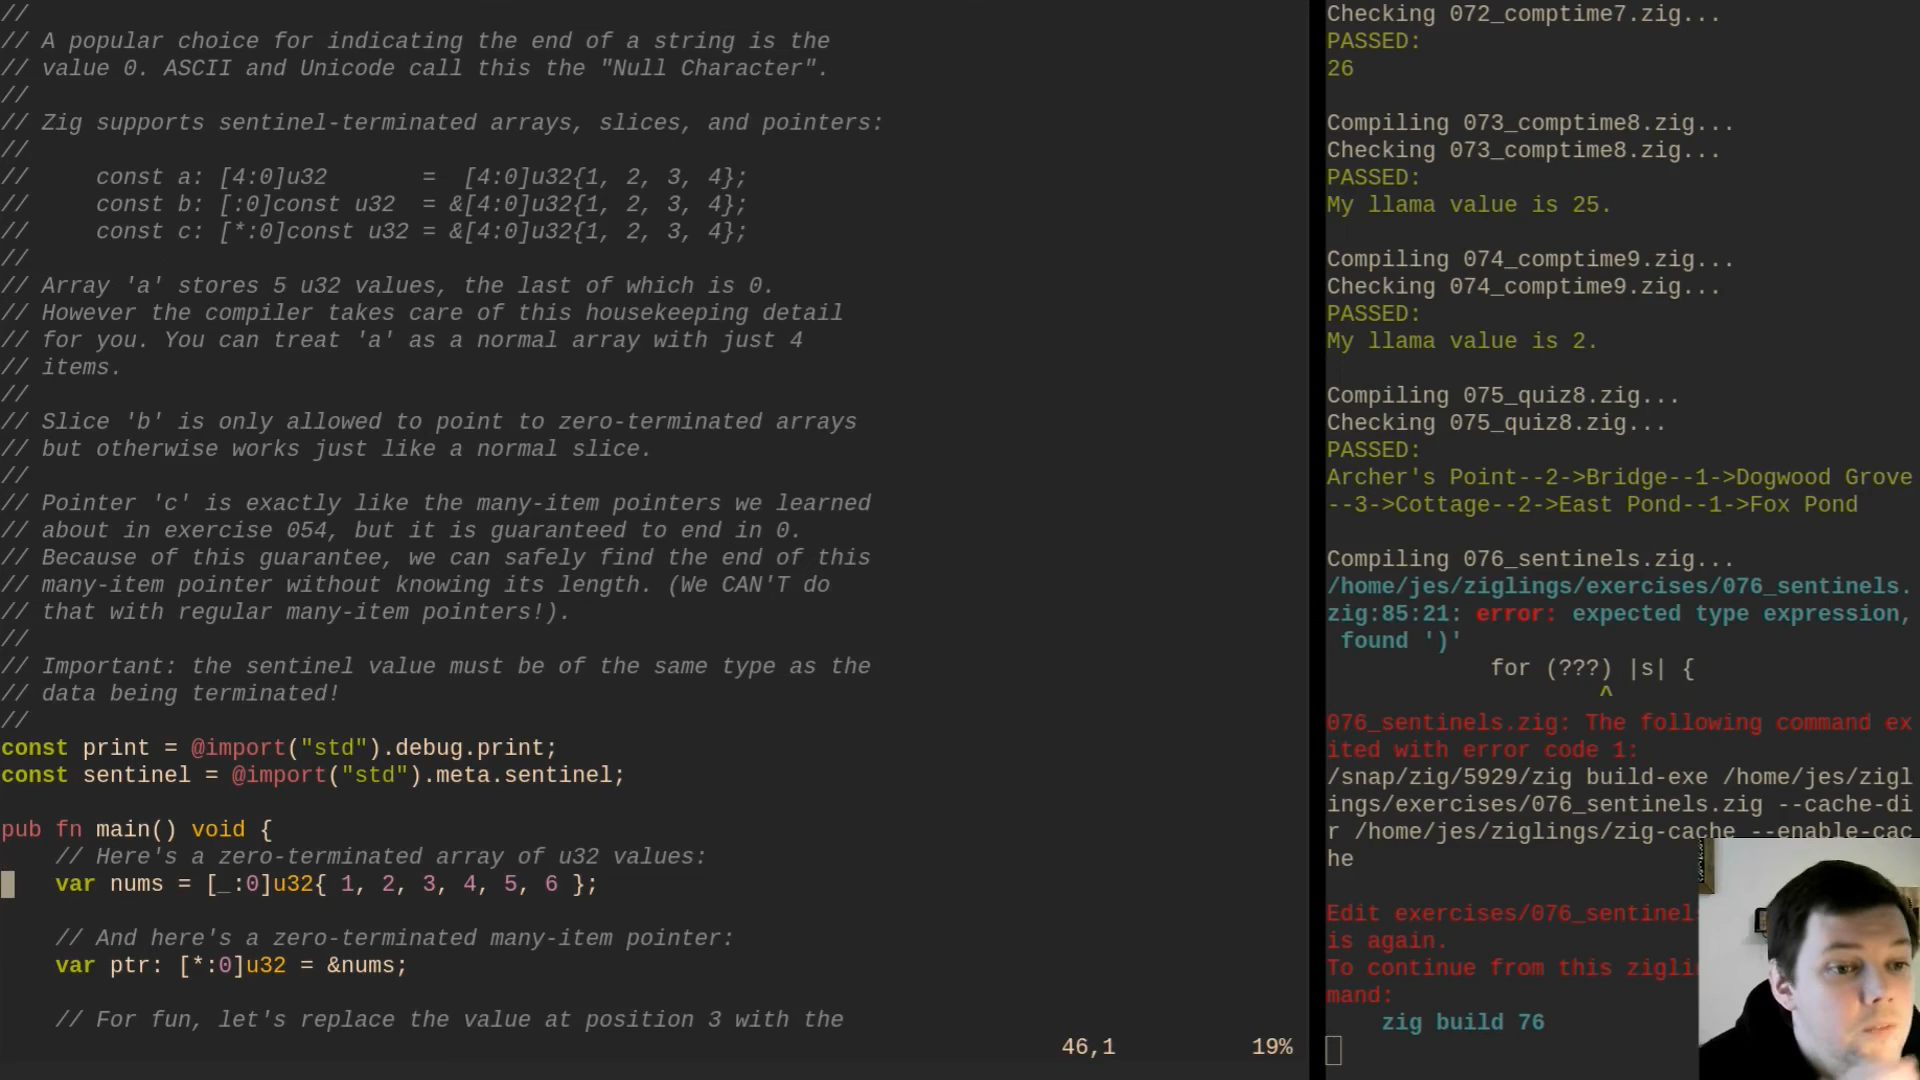 //
// A popular choice for indicating the end of a string is the
// value 0. ASCII and Unicode call this the "Null Character".
//
// Zig supports sentinel-terminated arrays, slices, and pointers:
//
//     const a: [4:0]u32       =  [4:0]u32{1, 2, 3, 4};
//     const b: [:0]const u32  = &[4:0]u32{1, 2, 3, 4};
//     const c: [*:0]const u32 = &[4:0]u32{1, 2, 3, 4};
//
// Array 'a' stores 5 u32 values, the last of which is 0.
// However the compiler takes care of this housekeeping detail
// for you. You can treat 'a' as a normal array with just 4
// items.
//
// Slice 'b' is only allowed to point to zero-terminated arrays
// but otherwise works just like a normal slice.
//
// Pointer 'c' is exactly like the many-item pointers we learned
// about in exercise 054, but it is guaranteed to end in 0.
// Because of this guarantee, we can safely find the end of this
// many-item pointer without knowing its length. (We CAN'T do
// that with regular many-item pointers!).
//
// Important: the sentinel value must be of the same type as the
// data being terminated!
//
const print = @import("std").debug.print;
const sentinel = @import("std").meta.sentinel;

pub fn main() void {
    // Here's a zero-terminated array of u32 values:
    var nums = [_:0]u32{ 1, 2, 3, 4, 5, 6 };

    // And here's a zero-terminated many-item pointer:
    var ptr: [*:0]u32 = &nums;

    // For fun, let's replace the value at position 3 with the
46,1 19%
Checking 072_comptime7.zig...
PASSED:
26

Compiling 073_comptime8.zig...
Checking 073_comptime8.zig...
PASSED:
My llama value is 25.

Compiling 074_comptime9.zig...
Checking 074_comptime9.zig...
PASSED:
My llama value is 2.

Compiling 075_quiz8.zig...
Checking 075_quiz8.zig...
PASSED:
Archer's Point--2->Bridge--1->Dogwood Grove
--3->Cottage--2->East Pond--1->Fox Pond

Compiling 076_sentinels.zig...
/home/jes/ziglings/exercises/076_sentinels.
zig:85:21: error: expected type expression,
 found ')'
            for (???) |s| {
                    ^
076_sentinels.zig: The following command ex
ited with error code 1:
/snap/zig/5929/zig build-exe /home/jes/zigl
ings/exercises/076_sentinels.zig --cache-di
r /home/jes/ziglings/zig-cache --enable-cac
he

Edit exercises/076_sentinel
is again.
To continue from this zigli
mand:
    zig build 76